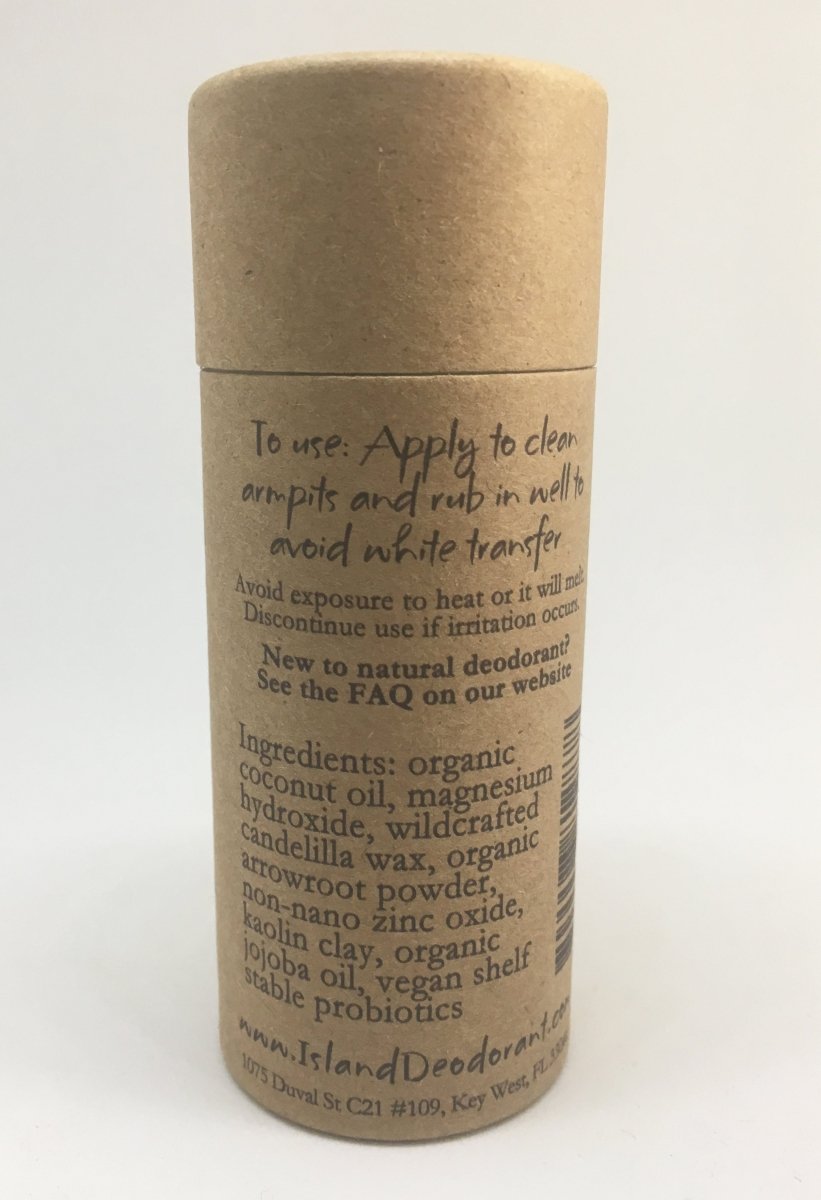 To use: Apply to clean
armpits and rub in well to
avoid white transfer
Avoid exposure to heat or it will melt.
Discontinue use if irritation occurs.
New to natural deodorant?
See the FAQ on our website
Ingredients: organic
coconut oil, magnesium
hydroxide, wildcrafted
candelilla wax, organic
arrowroot powder,
non-nano zinc oxide,
kaolin clay, organic
jojoba oil, vegan shelf
stable probiotics
www.IslandDeodorant.com
1075 Duval St C21 #109, Key West, FL